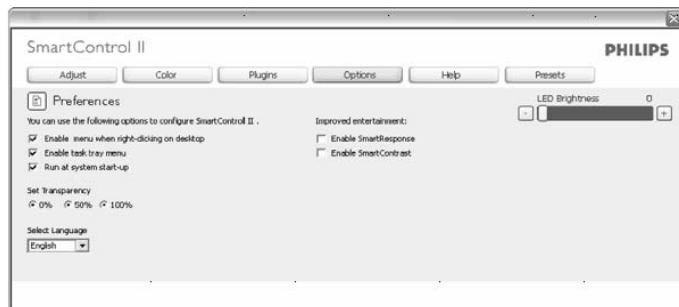 SmartControl II
PHILIPS
Adjust Color Plugins Options Help Presets
Preferences
LED Brightness 0
You can use the following options to configure SmartControl II .
Improved entertainment:
- +
Enable menu when right-clicking on desktop
Enable SmartResponse
Enable task tray menu
Enable SmartContrast
Run at system start-up
Set Transparency
0% 50% 100%
Select Language
English